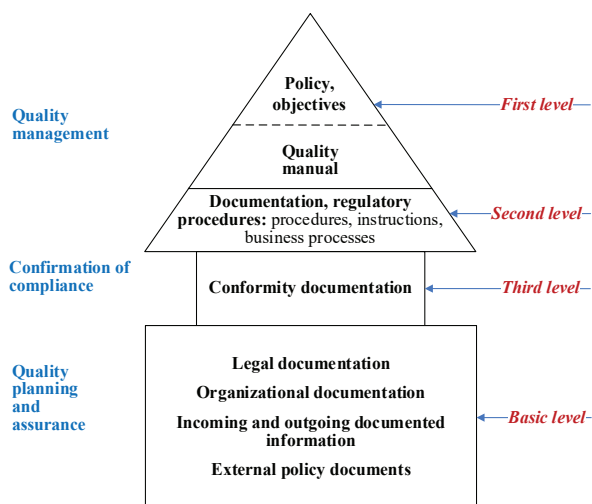 Policy,
objectives
First level
Quality
management
Quality
manual
Documentation, regulatory
procedures: procedures, instructions,
business processes
Second level
Confirmation of
compliance
Conformity documentation
Third level
Quality
planning
and
assurance
Legal documentation
Organizational documentation
Incoming and outgoing documented
information
External policy documents
Basic level